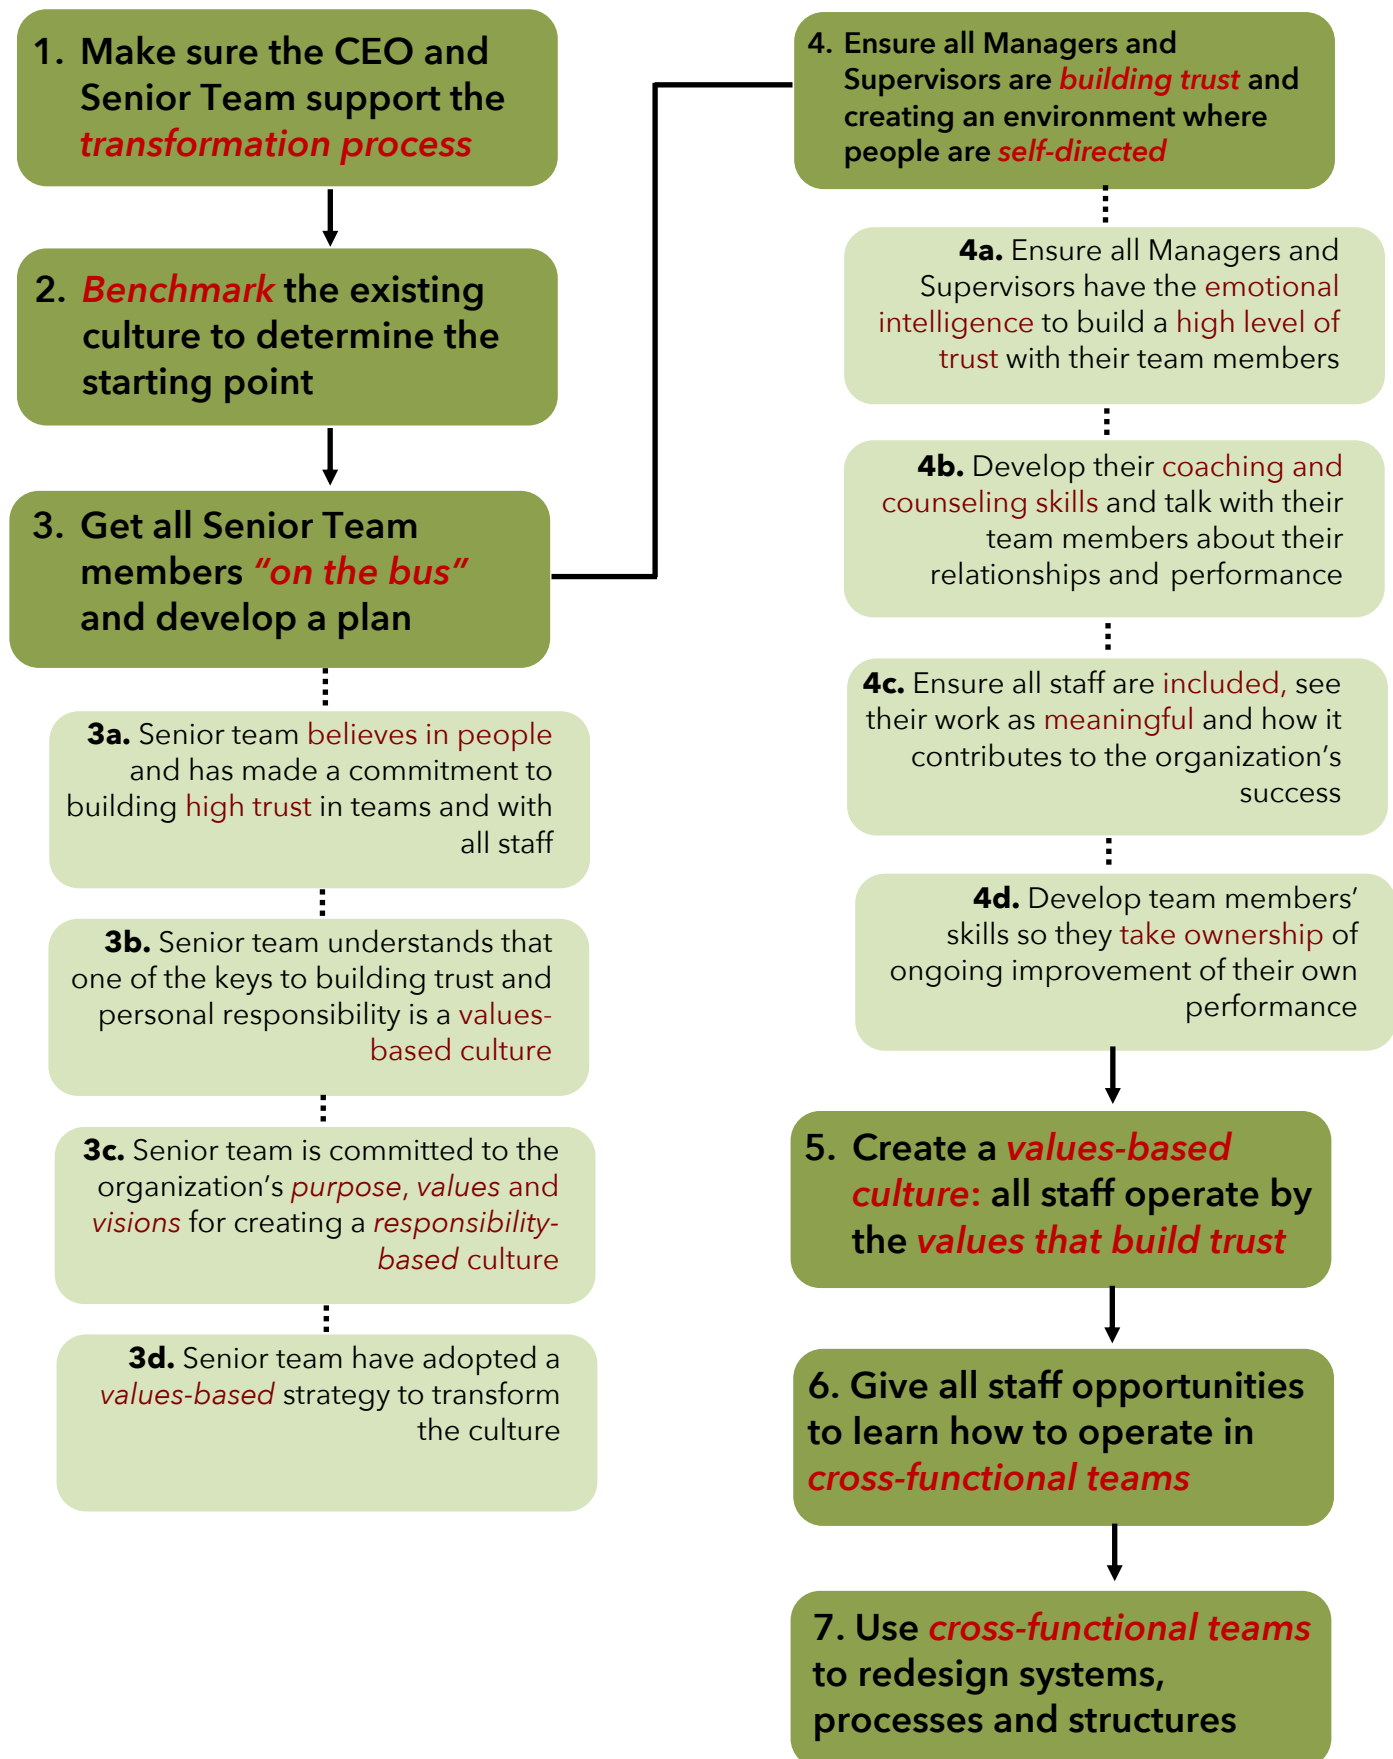 1. Make sure the CEO and
Senior Team support the
transformation process
2. Benchmark the existing
culture to determine the
starting point
3. Get all Senior Team
members “on the bus”
and develop a plan
3a. Senior team believes in people
and has made a commitment to
building high trust in teams and with
all staff
3b. Senior team understands that
one of the keys to building trust and
personal responsibility is a values-
based culture
3c. Senior team is committed to the
organization’s purpose, values and
visions for creating a responsibility-
based culture
3d. Senior team have adopted a
values-based strategy to transform
the culture
4. Ensure all Managers and
Supervisors are building trust and
creating an environment where
people are self-directed
4a. Ensure all Managers and
Supervisors have the emotional
intelligence to build a high level of
trust with their team members
4b. Develop their coaching and
counseling skills and talk with their
team members about their
relationships and performance
4c. Ensure all staff are included, see
their work as meaningful and how it
contributes to the organization’s
success
4d. Develop team members’
skills so they take ownership of
ongoing improvement of their own
performance
5. Create a values-based
culture: all staff operate by
the values that build trust
6. Give all staff opportunities
to learn how to operate in
cross-functional teams
7. Use cross-functional teams
to redesign systems,
processes and structures